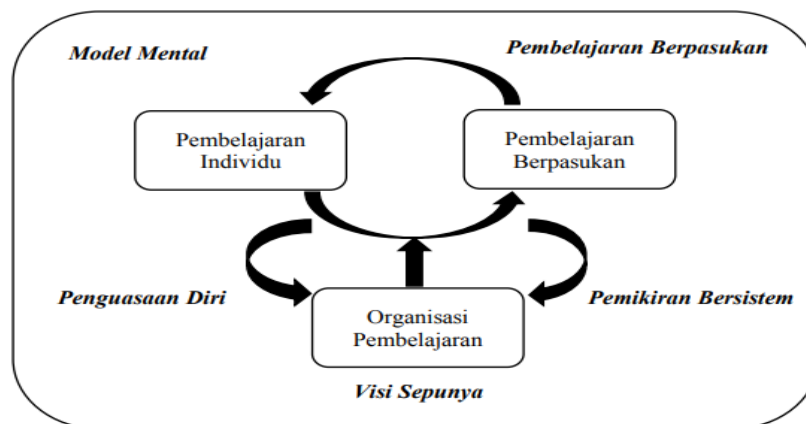 Model Mental
Pembelajaran Berpasukan
Pembelajaran
Individu
Pembelajaran
Berpasukan
Penguasaan Diri
Pemikiran Bersistem
Organisasi
Pembelajaran
Visi Sepunya